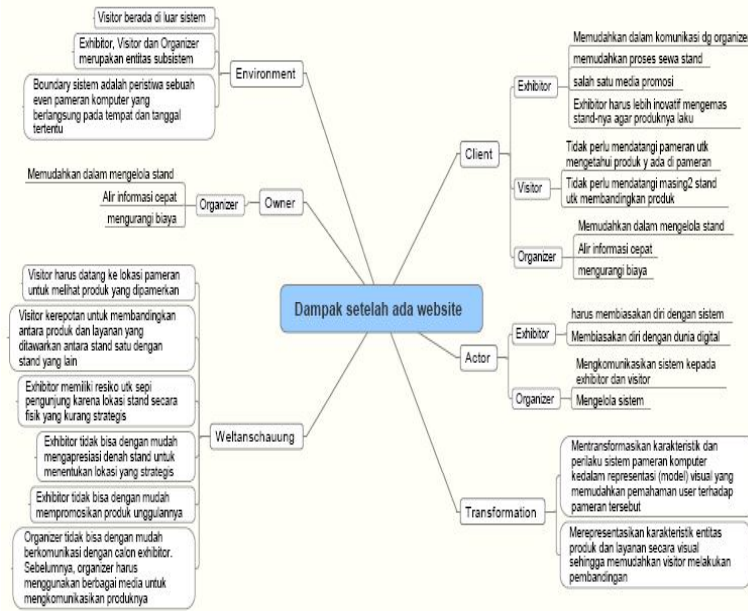 Visitor berada di luar sistem
Exhibitor, Visitor dan Organizer
merupakan entitas subsistem
Boundary sistem adalah peristiwa sebuah
even pameran komputer yang
berlangsung pada tempat dan tanggal
tertentu
Environment
Memudahkan dalam mengelola stand
Alir informasi cepat
mengurangi biaya
Organizer
Owner
Visitor harus datang ke lokasi pameran
untuk melihat produk yang dipamerkan
Visitor kerepotan untuk membandingkan
antara produk dan layanan yang
ditawarkan antara stand satu dengan
stand yang lain
Exhibitor memiliki resiko utk sepi
pengunjung karena lokasi stand secara
fisik yang kurang strategis
Exhibitor tidak bisa dengan mudah
mengapresiasi denah stand untuk
menentukan lokasi yang strategis
Exhibitor tidak bisa dengan mudah
mempromosikan produk unggulannya
Organizer tidak bisa dengan mudah
berkomunikasi dengan calon exhibitor.
Sebelumnya, organizer harus
menggunakan berbagai media untuk
mengkomunikasikan produknya
Weltanschauung
Dampak setelah ada website
Client
Exhibitor
Memudahkan dalam komunikasi dg organizer
memudahkan proses sewa stand
salah satu media promosi
Exhibitor harus lebih inovatif mengemas
stand-nya agar produknya laku
Visitor
Tidak perlu mendatangi pameran utk
mengetahui produk y ada di pameran
Tidak perlu mendatangi masing2 stand
utk membandingkan produk
Organizer
Memudahkan dalam mengelola stand
Alir informasi cepat
mengurangi biaya
Actor
Exhibitor
harus membiasakan diri dengan sistem
Membiasakan diri dengan dunia digital
Organizer
Mengkomunikasikan sistem kepada
exhibitor dan visitor
Mengelola sistem
Transformation
Mentransformasikan karakteristik dan
perilaku sistem pameran komputer
kedalam representasi (model) visual yang
memudahkan pemahaman user terhadap
pameran tersebut
Merepresentasikan karakteristik entitas
produk dan layanan secara visual
sehingga memudahkan visitor melakukan
pembandingan